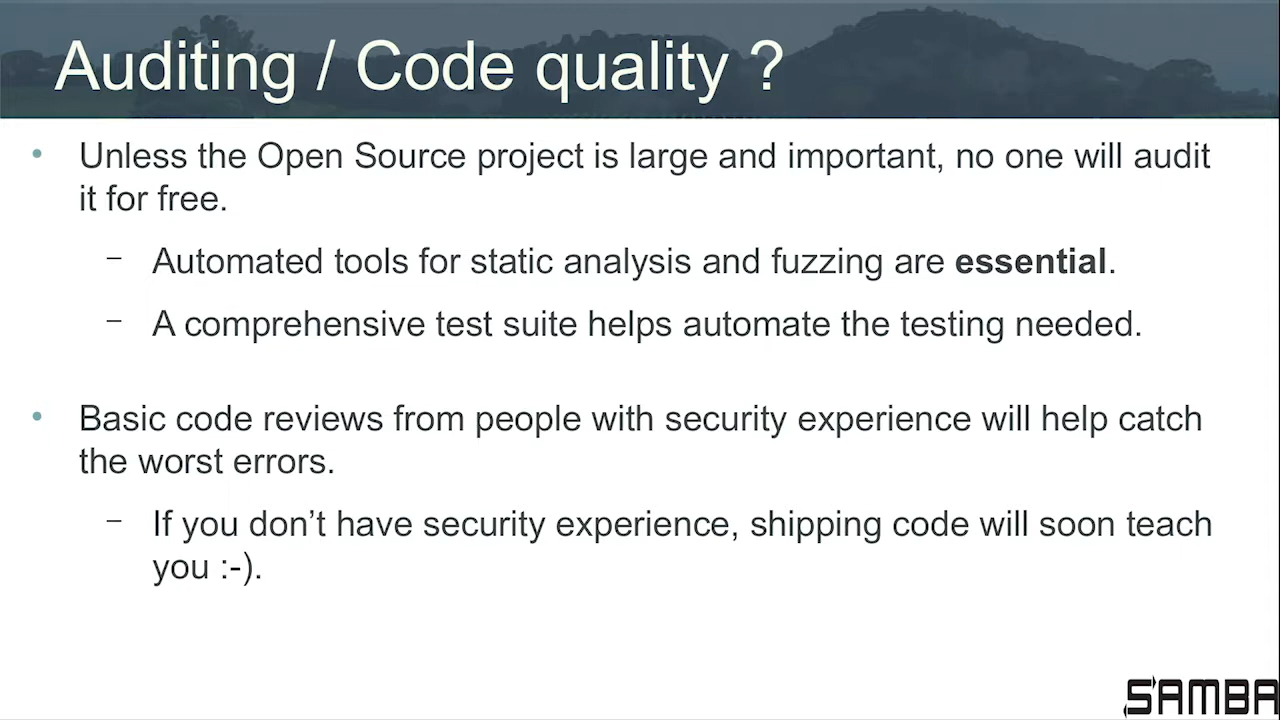 Auditing / Code quality ?
• Unless the Open Source project is large and important, no one will audit
it for free.
– Automated tools for static analysis and fuzzing are essential.
– A comprehensive test suite helps automate the testing needed.
• Basic code reviews from people with security experience will help catch
the worst errors.
– If you don’t have security experience, shipping code will soon teach
you :-).
SAMBA